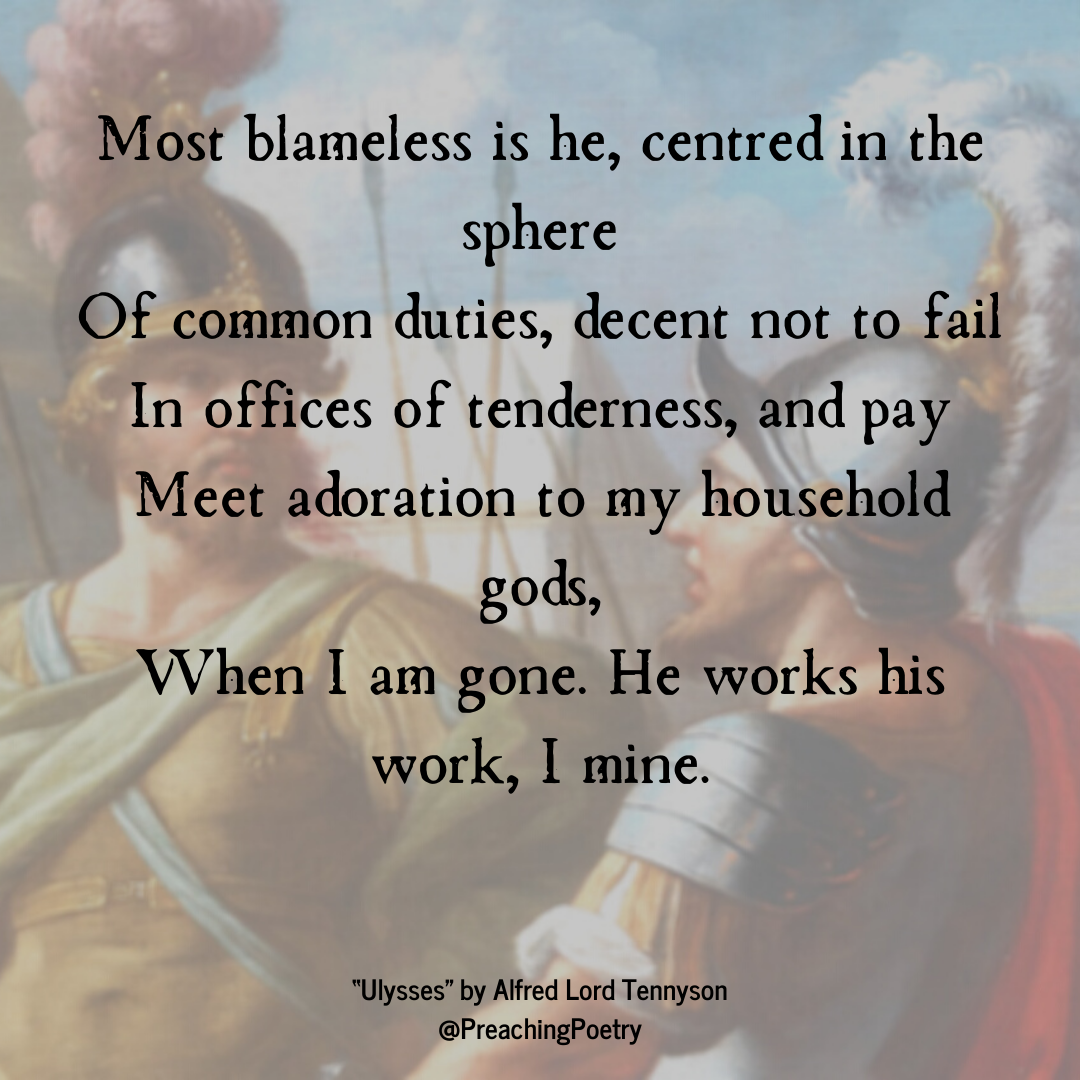 Most blameless is he, centred in the
sphere
Of common duties, decent not to fail
In offices of tenderness, and pay
Meet adoration to my household
gods,
When I am gone. He works his
work, I mine.
"Ulysses" by Alfred Lord Tennyson
@PreachingPoetry